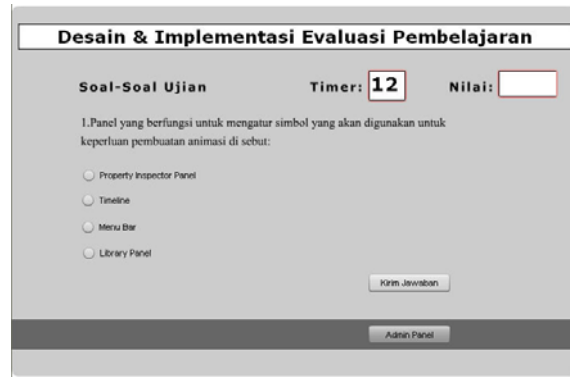 Desain & Implementasi Evaluasi Pembelajaran
Soal-Soal Ujian Timer: 12 Nilai:
1.Panel yang berfungsi untuk mengatur simbol yang akan digunakan untuk
keperluan pembuatan animasi di sebut:
Property Inspector Panel
Timeline
Menu Bar
Library Panel
Kirim Jawaban
Admin Panel